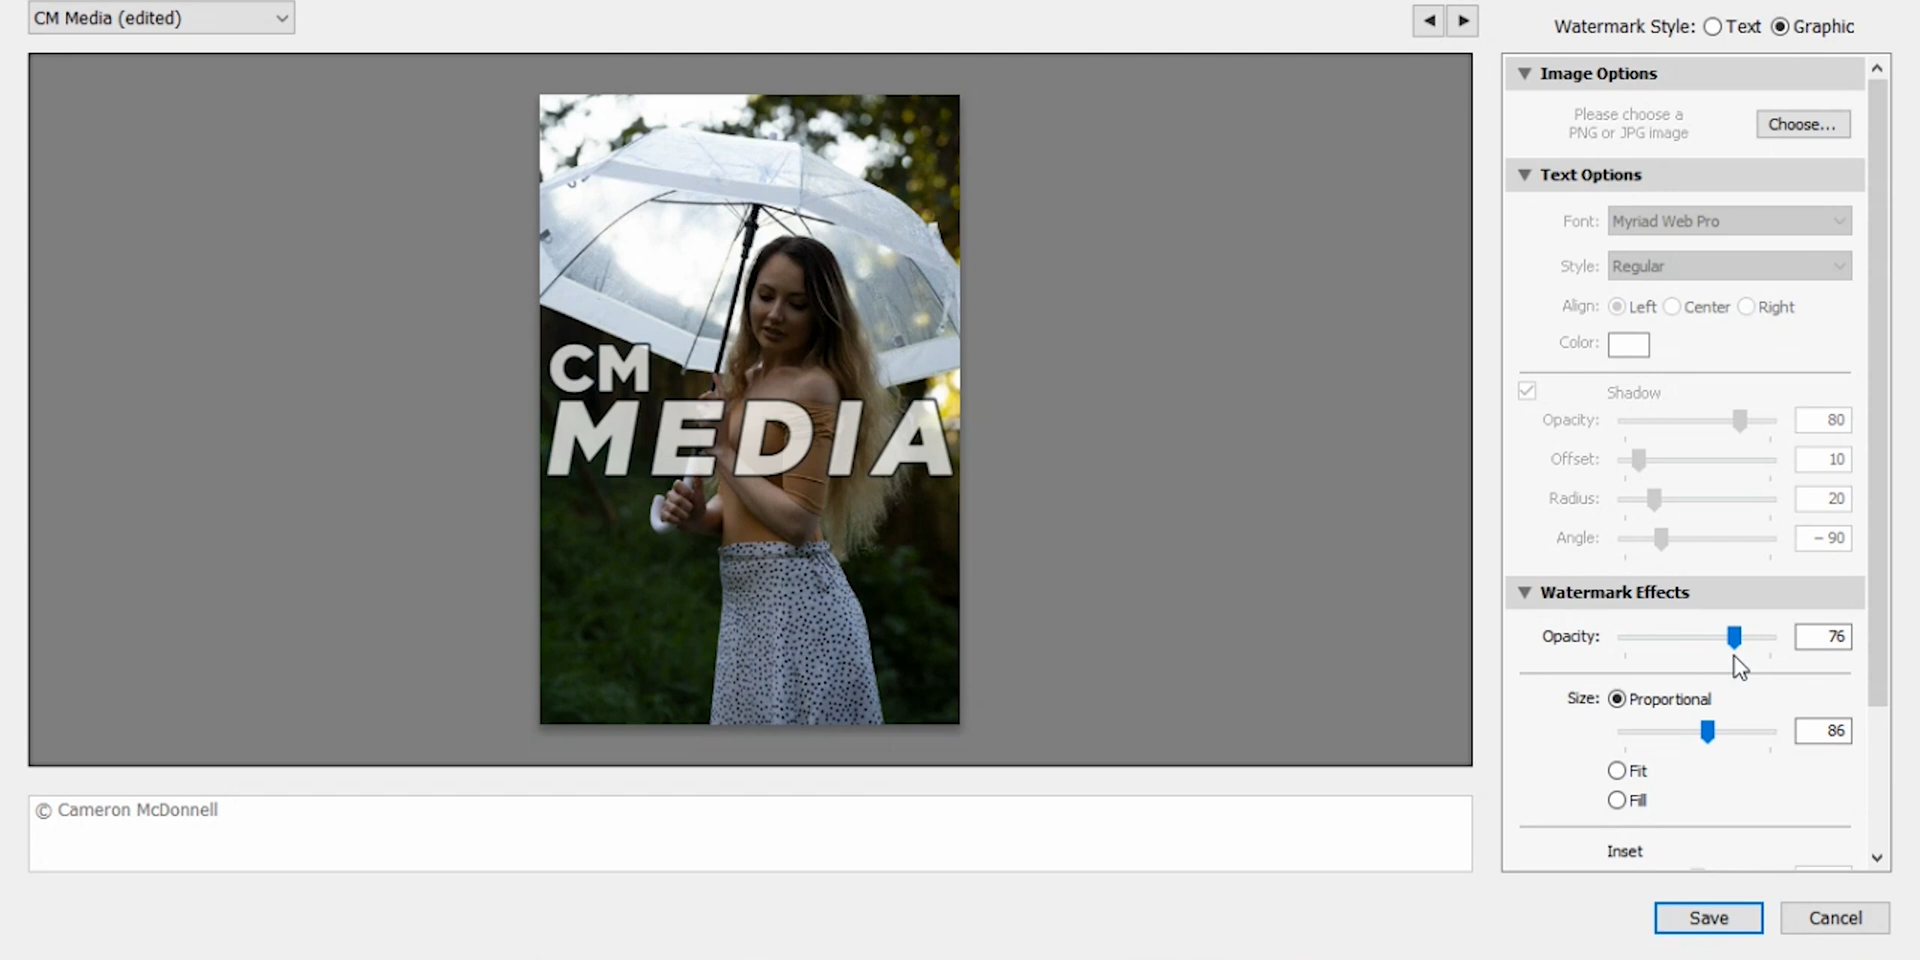 CM Media (edited)
Watermark Style: Text Graphic
Image Options
Please choose a
PNG or JPG image
Choose...
Text Options
Font: Myriad Web Pro
Style: Regular
Align: Left Center Right
Color:
Shadow
Opacity: 80
Offset: 10
Radius: 20
Angle: – 90
Watermark Effects
Opacity: 76
Size: Proportional
86
Fit
Fill
Inset
CM
MEDIA
© Cameron McDonnell
Save Cancel